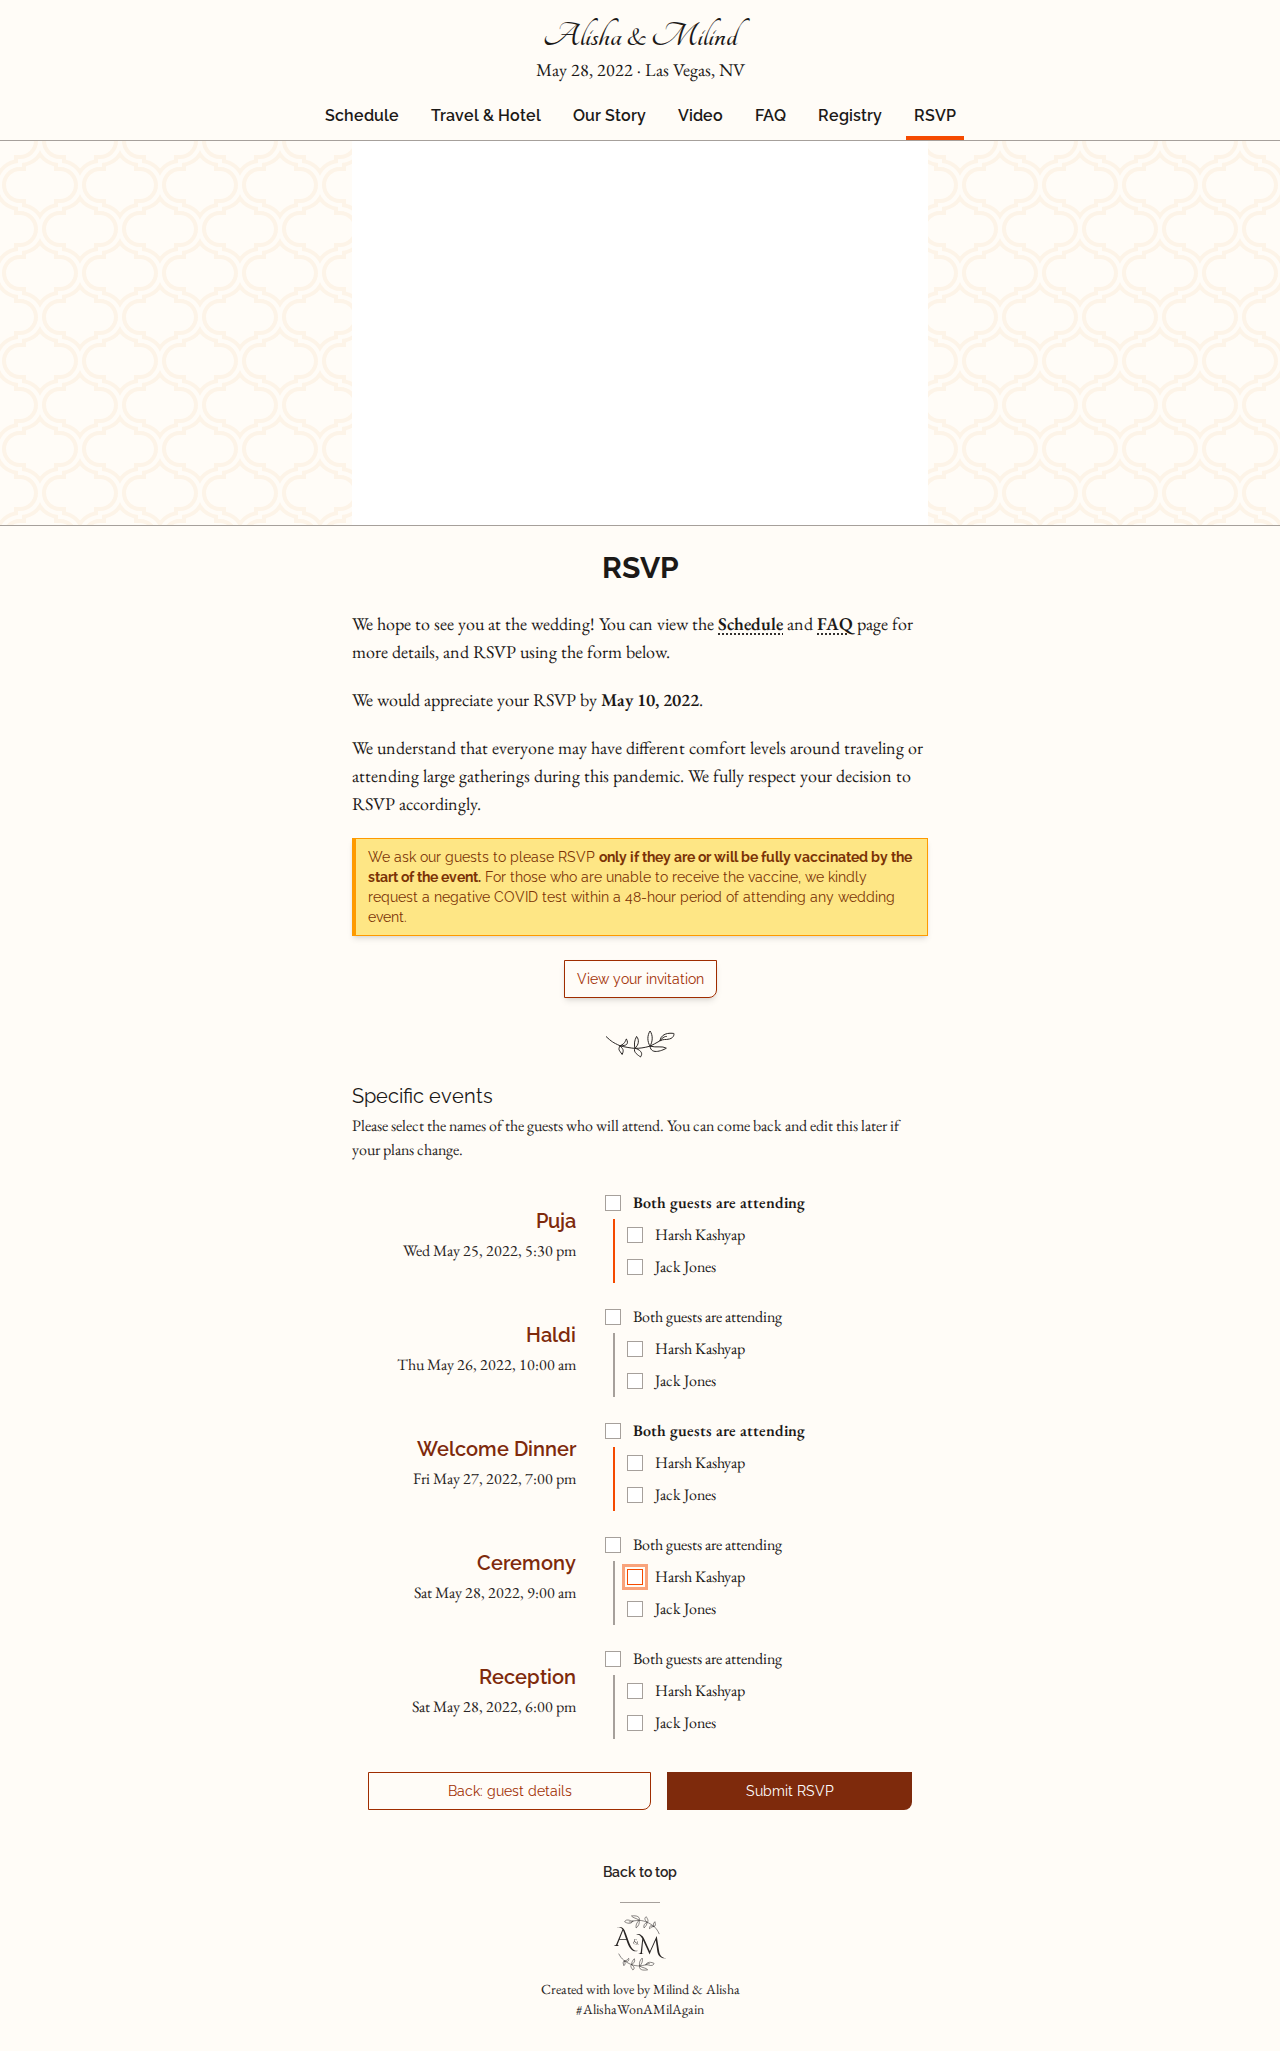 Alisha & Milind
May 28, 2022 · Las Vegas, NV
Schedule Travel & Hotel Our Story Video FAQ Registry RSVP
RSVP
We hope to see you at the wedding! You can view the Schedule and FAQ page for
more details, and RSVP using the form below.
We would appreciate your RSVP by May 10, 2022.
We understand that everyone may have different comfort levels around traveling or
attending large gatherings during this pandemic. We fully respect your decision to
RSVP accordingly.
We ask our guests to please RSVP only if they are or will be fully vaccinated by the
start of the event. For those who are unable to receive the vaccine, we kindly
request a negative COVID test within a 48-hour period of attending any wedding
event.
View your invitation
Specific events
Please select the names of the guests who will attend. You can come back and edit this later if
your plans change.
Puja
Wed May 25, 2022, 5:30 pm
Both guests are attending
Harsh Kashyap
Jack Jones
Haldi
Thu May 26, 2022, 10:00 am
Both guests are attending
Harsh Kashyap
Jack Jones
Welcome Dinner
Fri May 27, 2022, 7:00 pm
Both guests are attending
Harsh Kashyap
Jack Jones
Ceremony
Sat May 28, 2022, 9:00 am
Both guests are attending
Harsh Kashyap
Jack Jones
Reception
Sat May 28, 2022, 6:00 pm
Both guests are attending
Harsh Kashyap
Jack Jones
Back: guest details Submit RSVP
Back to top
A&M
Created with love by Milind & Alisha
#AlishaWonAMilAgain